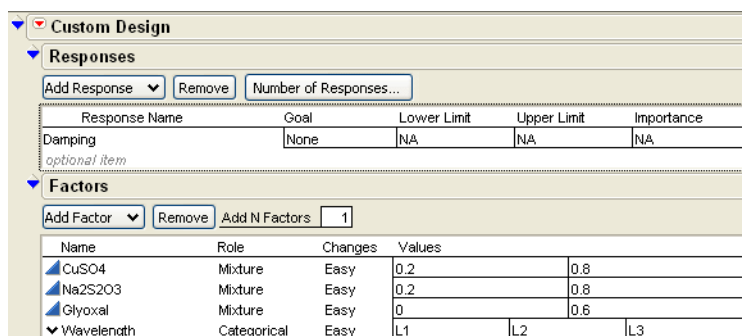 Custom Design
Responses
Add Response Remove Number of Responses...
Response Name Goal Lower Limit Upper Limit Importance
Damping None NA NA NA
optional item
Factors
Add Factor Remove Add N Factors 1
Name Role Changes Values
CuSO4 Mixture Easy 0.2 0.8
Na2S2O3 Mixture Easy 0.2 0.8
Glyoxal Mixture Easy 0 0.6
Wavelength Categorical Easy L1 L2 L3